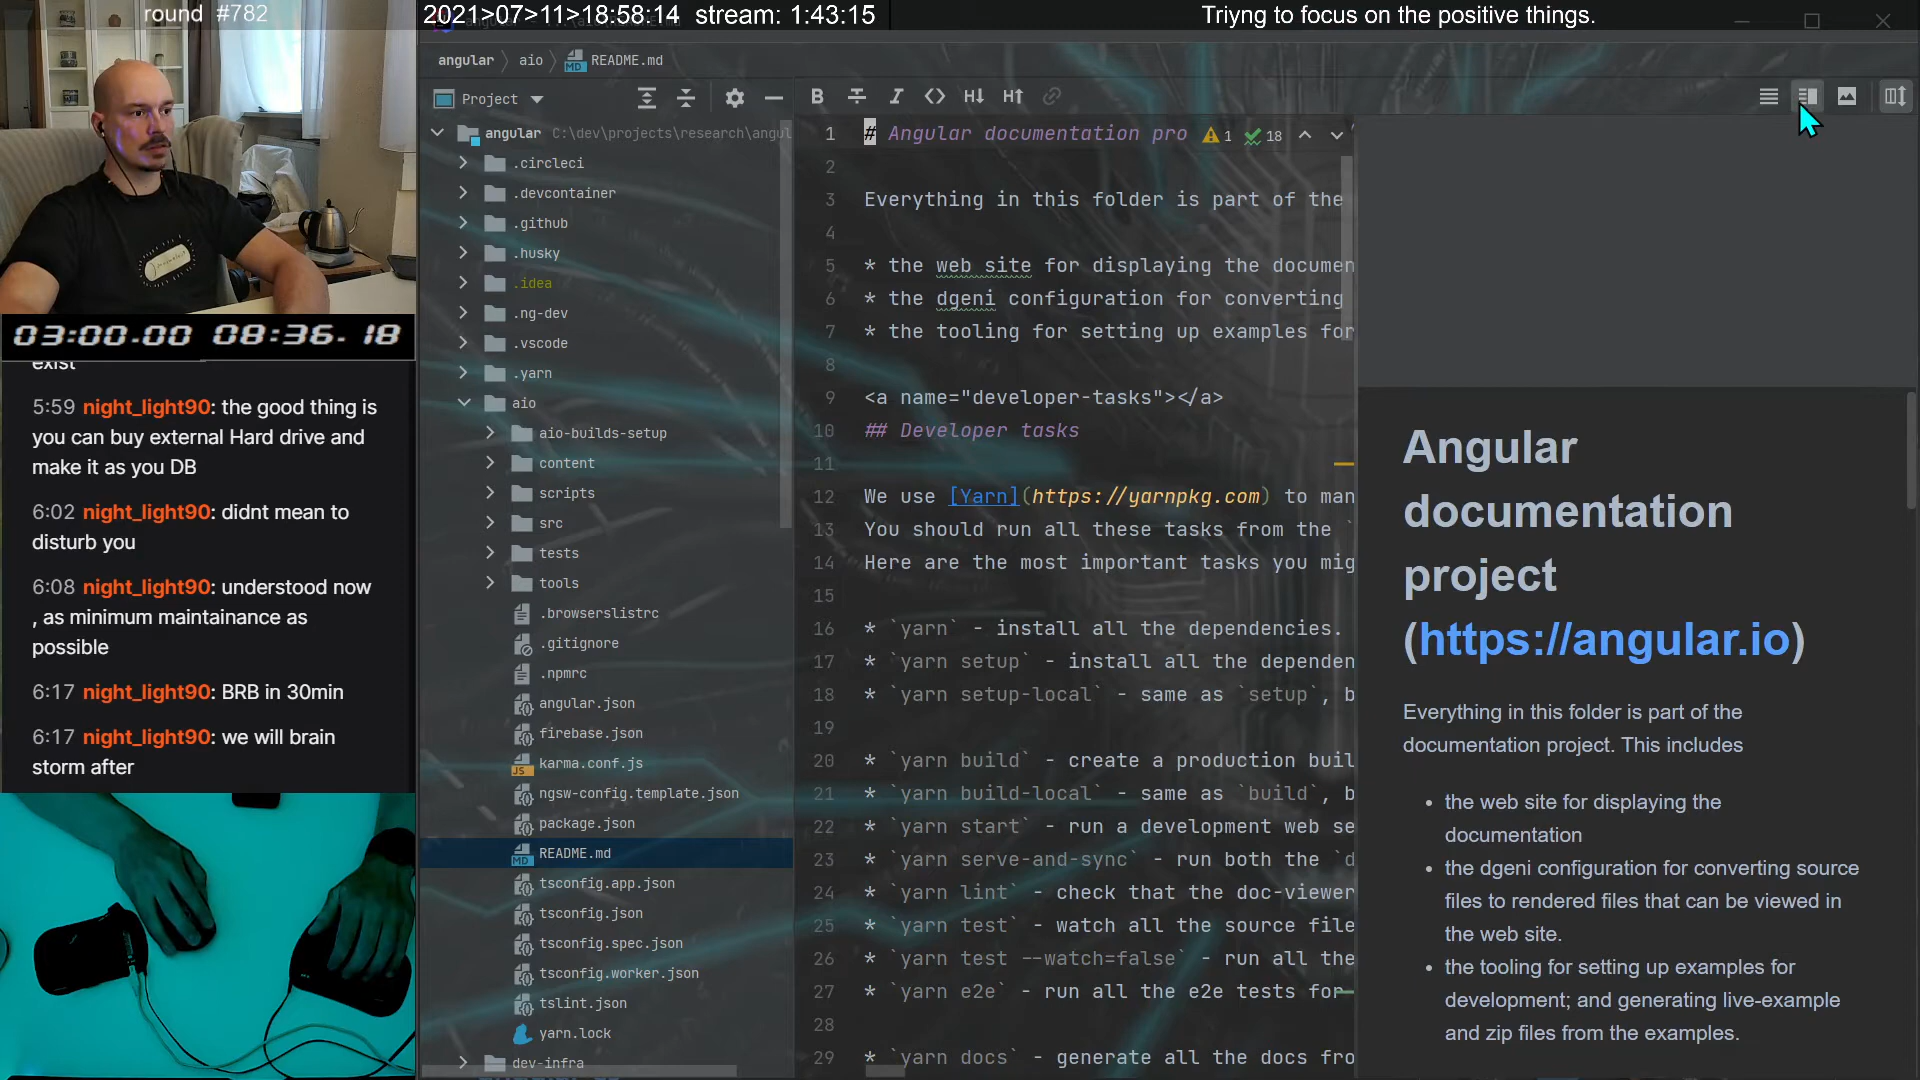 round #782
2021>07>11>18:58:14 stream: 1:43:15
Triyng to focus on the positive things.
03:00.00 08:36.18
exist
5:59 night_light90: the good thing is
you can buy external Hard drive and
make it as you DB
6:02 night_light90: didnt mean to
disturb you
6:08 night_light90: understood now
, as minimum maintainance as
possible
6:17 night_light90: BRB in 30min
6:17 night_light90: we will brain
storm after
angular
aio
README.md
Project
angular C:\dev\projects\research\angul
.circleci
.devcontainer
.github
.husky
.idea
.ng-dev
.vscode
.yarn
aio
aio-builds-setup
content
scripts
src
tests
tools
.browserslistrc
.gitignore
.npmrc
angular.json
firebase.json
karma.conf.js
ngsw-config.template.json
package.json
README.md
tsconfig.app.json
tsconfig.json
tsconfig.spec.json
tsconfig.worker.json
tslint.json
yarn.lock
dev-infra
B I H↓ H↑
1 # Angular documentation pro 1 18
2
3 Everything in this folder is part of the
4
5 * the web site for displaying the documen
6 * the dgeni configuration for converting
7 * the tooling for setting up examples for
8
9 <a name="developer-tasks"></a>
10 ## Developer tasks
11
12 We use [Yarn](https://yarnpkg.com) to man
13 You should run all these tasks from the `
14 Here are the most important tasks you mig
15
16 * `yarn` - install all the dependencies.
17 * `yarn setup` - install all the dependen
18 * `yarn setup-local` - same as `setup`, b
19
20 * `yarn build` - create a production buil
21 * `yarn build-local` - same as `build`, b
22 * `yarn start` - run a development web se
23 * `yarn serve-and-sync` - run both the `d
24 * `yarn lint` - check that the doc-viewer
25 * `yarn test` - watch all the source file
26 * `yarn test --watch=false` - run all the
27 * `yarn e2e` - run all the e2e tests for
28
29 * `yarn docs` - generate all the docs fro
Angular
documentation
project
(https://angular.io)
Everything in this folder is part of the
documentation project. This includes
• the web site for displaying the
documentation
• the dgeni configuration for converting source
files to rendered files that can be viewed in
the web site.
• the tooling for setting up examples for
development; and generating live-example
and zip files from the examples.